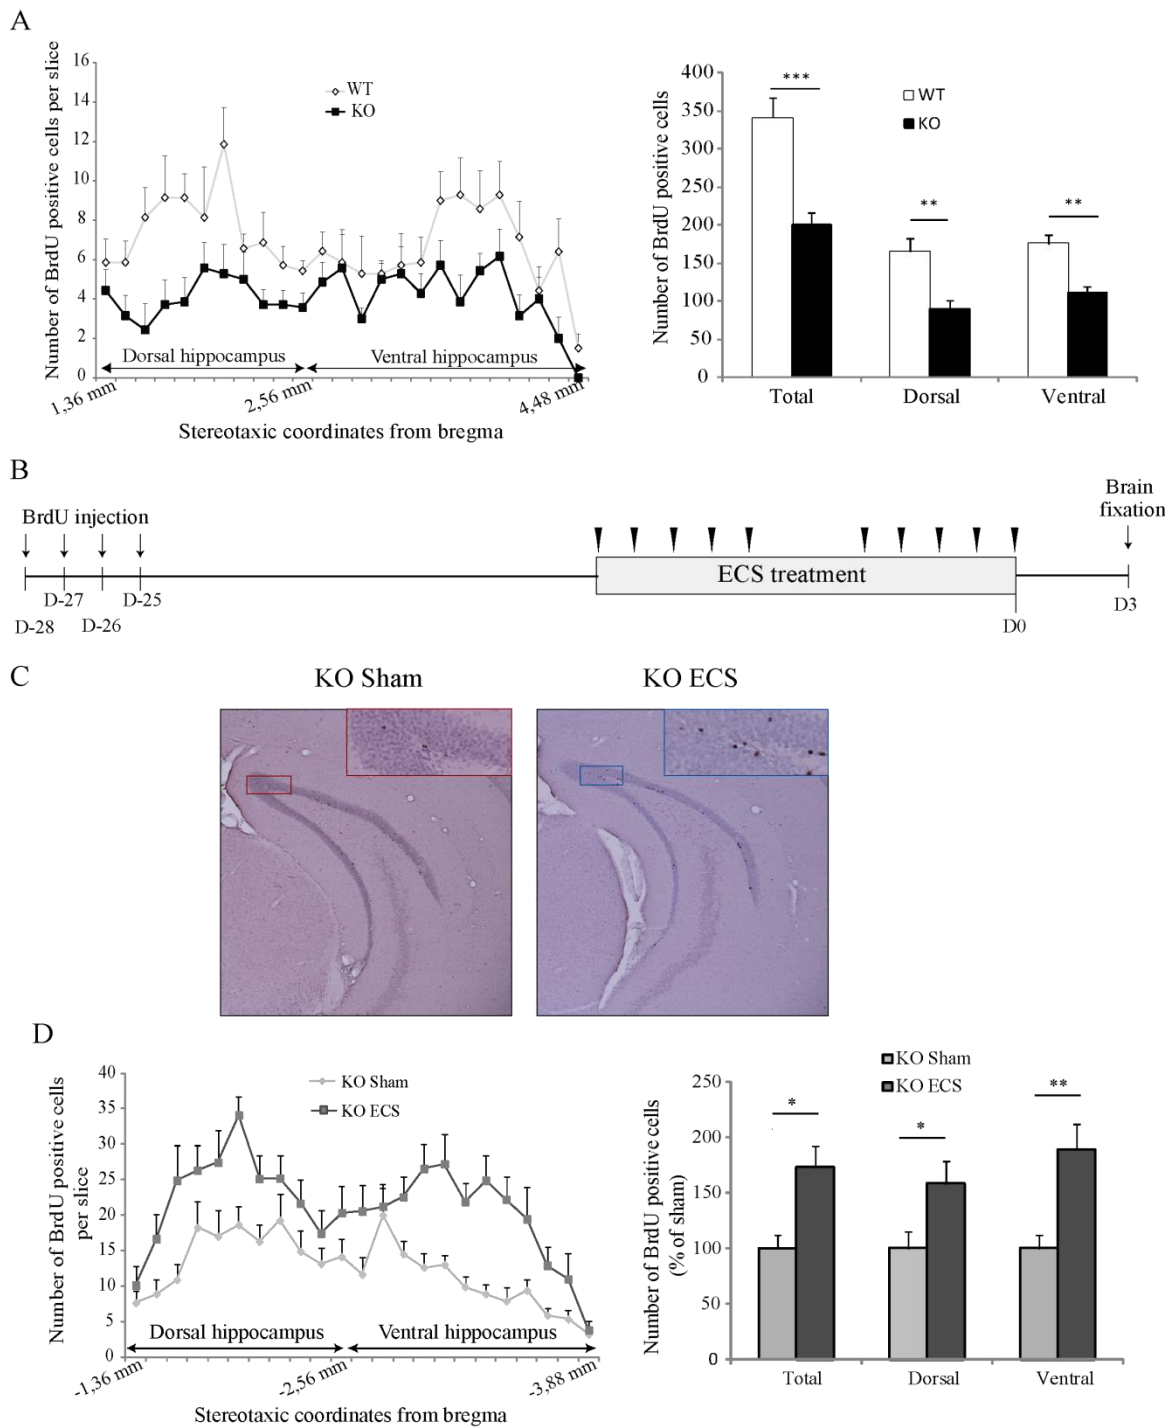 A
Number of BrdU positive cells per slice
16
14
12
10
8
6
4
2
0
WT
KO
Dorsal hippocampus
Ventral hippocampus
1,36 mm
2,56 mm
4,48 mm
Stereotaxic coordinates from bregma
Number of BrdU positive cells
400
350
300
250
200
150
100
50
0
***
**
**
WT
KO
Total
Dorsal
Ventral
B
BrdU injection
D-28
D-27
D-26
D-25
ECS treatment
D0
Brain
fixation
D3
C
KO Sham
KO ECS
D
Number of BrdU positive cells
per slice
40
35
30
25
20
15
10
5
0
KO Sham
KO ECS
Dorsal hippocampus
Ventral hippocampus
-1,36 mm
-2,56 mm
-3,88 mm
Stereotaxic coordinates from bregma
Number of BrdU positive cells
(% of sham)
250
200
150
100
50
0
KO Sham
KO ECS
*
*
**
Total
Dorsal
Ventral